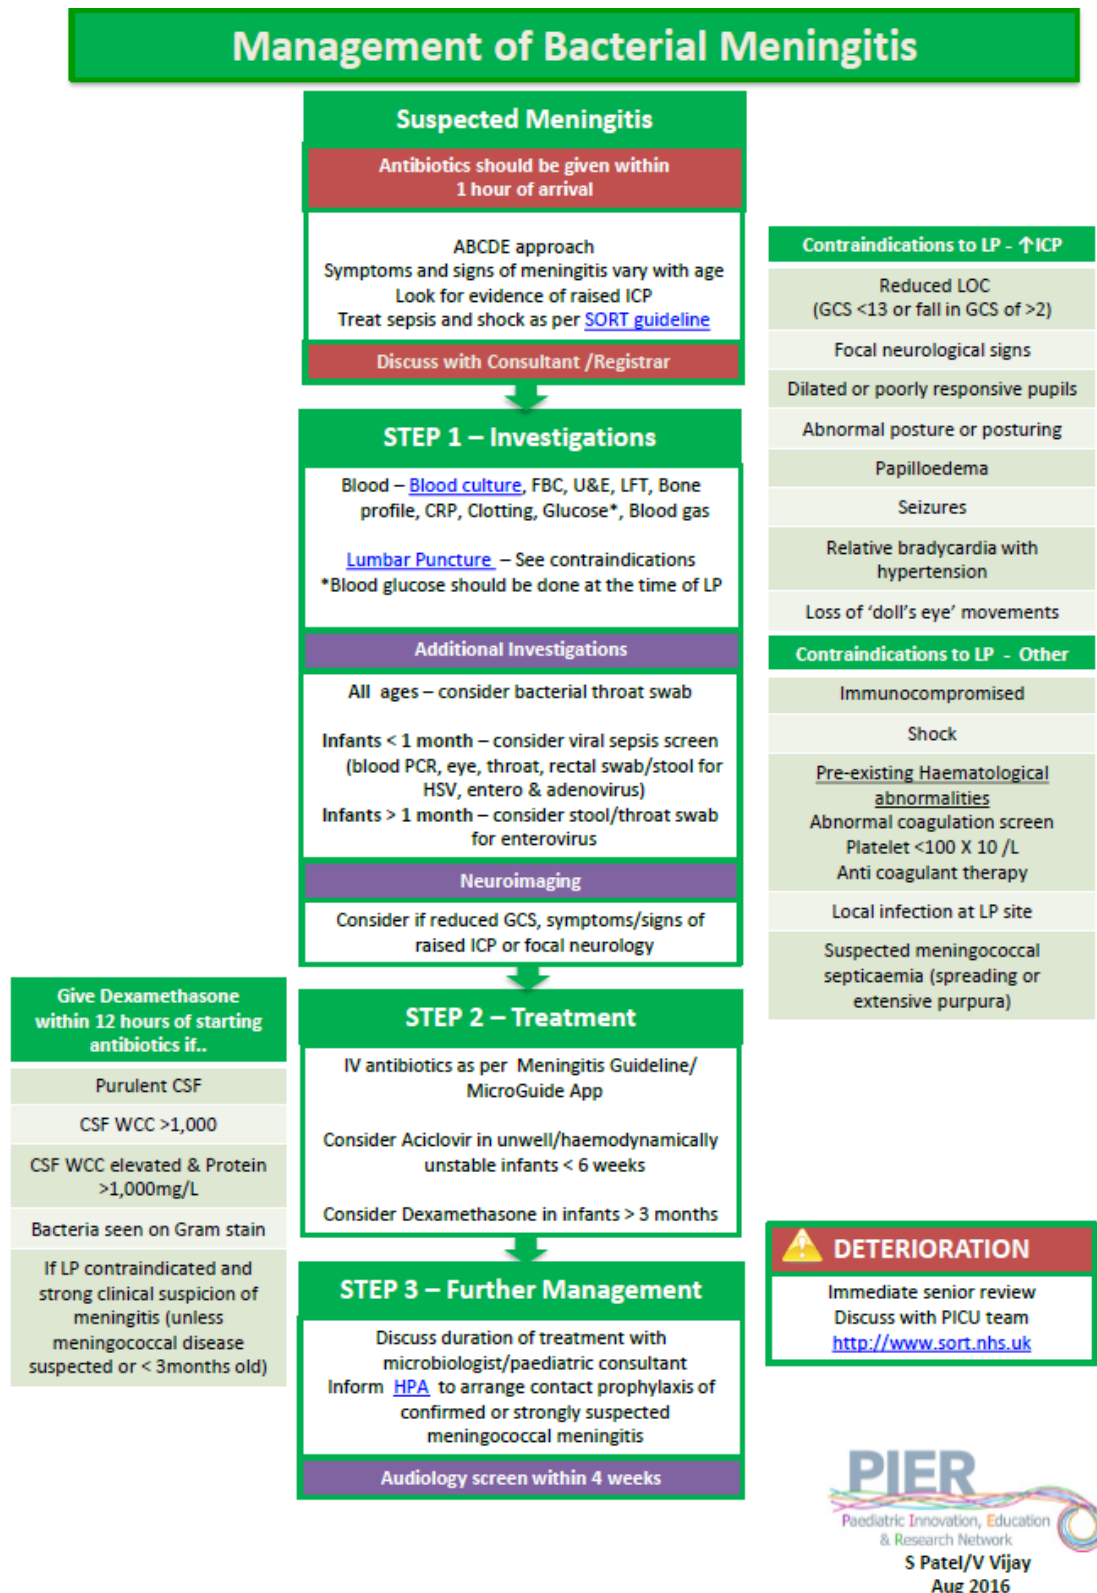 Management of Bacterial Meningitis
Suspected Meningitis
Antibiotics should be given within
1 hour of arrival
ABCDE approach
Symptoms and signs of meningitis vary with age
Look for evidence of raised ICP
Treat sepsis and shock as per SORT guideline
Discuss with Consultant /Registrar
STEP 1 – Investigations
Blood – Blood culture, FBC, U&E, LFT, Bone
profile, CRP, Clotting, Glucose*, Blood gas
Lumbar Puncture – See contraindications
*Blood glucose should be done at the time of LP
Additional Investigations
All ages – consider bacterial throat swab
Infants < 1 month – consider viral sepsis screen
(blood PCR, eye, throat, rectal swab/stool for
HSV, entero & adenovirus)
Infants > 1 month – consider stool/throat swab
for enterovirus
Neuroimaging
Consider if reduced GCS, symptoms/signs of
raised ICP or focal neurology
STEP 2 – Treatment
IV antibiotics as per Meningitis Guideline/
MicroGuide App
Consider Aciclovir in unwell/haemodynamically
unstable infants < 6 weeks
Consider Dexamethasone in infants > 3 months
STEP 3 – Further Management
Discuss duration of treatment with
microbiologist/paediatric consultant
Inform HPA to arrange contact prophylaxis of
confirmed or strongly suspected
meningococcal meningitis
Audiology screen within 4 weeks
Give Dexamethasone
within 12 hours of starting
antibiotics if..
Purulent CSF
CSF WCC >1,000
CSF WCC elevated & Protein
>1,000mg/L
Bacteria seen on Gram stain
If LP contraindicated and
strong clinical suspicion of
meningitis (unless
meningococcal disease
suspected or < 3months old)
Contraindications to LP - ↑ICP
Reduced LOC
(GCS <13 or fall in GCS of >2)
Focal neurological signs
Dilated or poorly responsive pupils
Abnormal posture or posturing
Papilloedema
Seizures
Relative bradycardia with
hypertension
Loss of ‘doll’s eye’ movements
Contraindications to LP - Other
Immunocompromised
Shock
Pre-existing Haematological
abnormalities
Abnormal coagulation screen
Platelet <100 X 10 /L
Anti coagulant therapy
Local infection at LP site
Suspected meningococcal
septicaemia (spreading or
extensive purpura)
DETERIORATION
Immediate senior review
Discuss with PICU team
http://www.sort.nhs.uk
PIER
Paediatric Innovation, Education
& Research Network
S Patel/V Vijay
Aug 2016